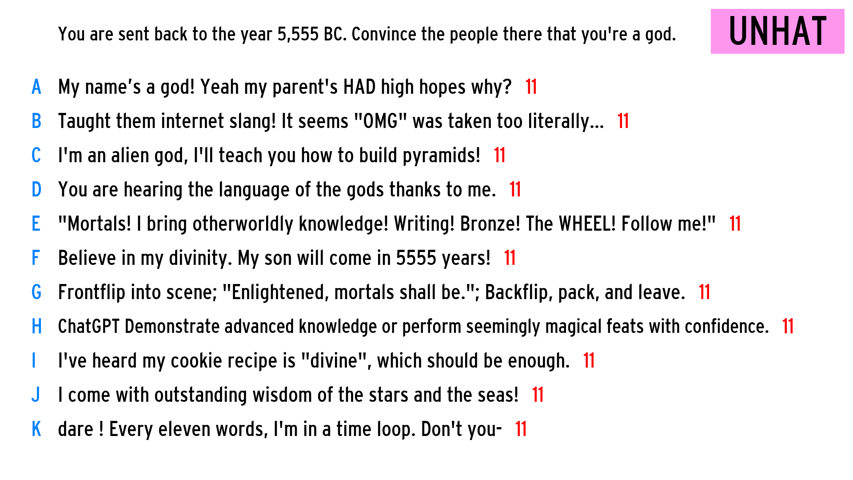 You are sent back to the year 5,555 BC. Convince the people there that you're a god.
UNHAT
A My name's a god! Yeah my parent's HAD high hopes why? 11
B Taught them internet slang! It seems "OMG" was taken too literally... 11
C I'm an alien god, I'll teach you how to build pyramids! 11
D You are hearing the language of the gods thanks to me. 11
E "Mortals! I bring otherworldly knowledge! Writing! Bronze! The WHEEL! Follow me!" 11
F Believe in my divinity. My son will come in 5555 years! 11
G Frontflip into scene; "Enlightened, mortals shall be."; Backflip, pack, and leave. 11
H ChatGPT Demonstrate advanced knowledge or perform seemingly magical feats with confidence. 11
I I've heard my cookie recipe is "divine", which should be enough. 11
J I come with outstanding wisdom of the stars and the seas! 11
K dare ! Every eleven words, I'm in a time loop. Don't you- 11